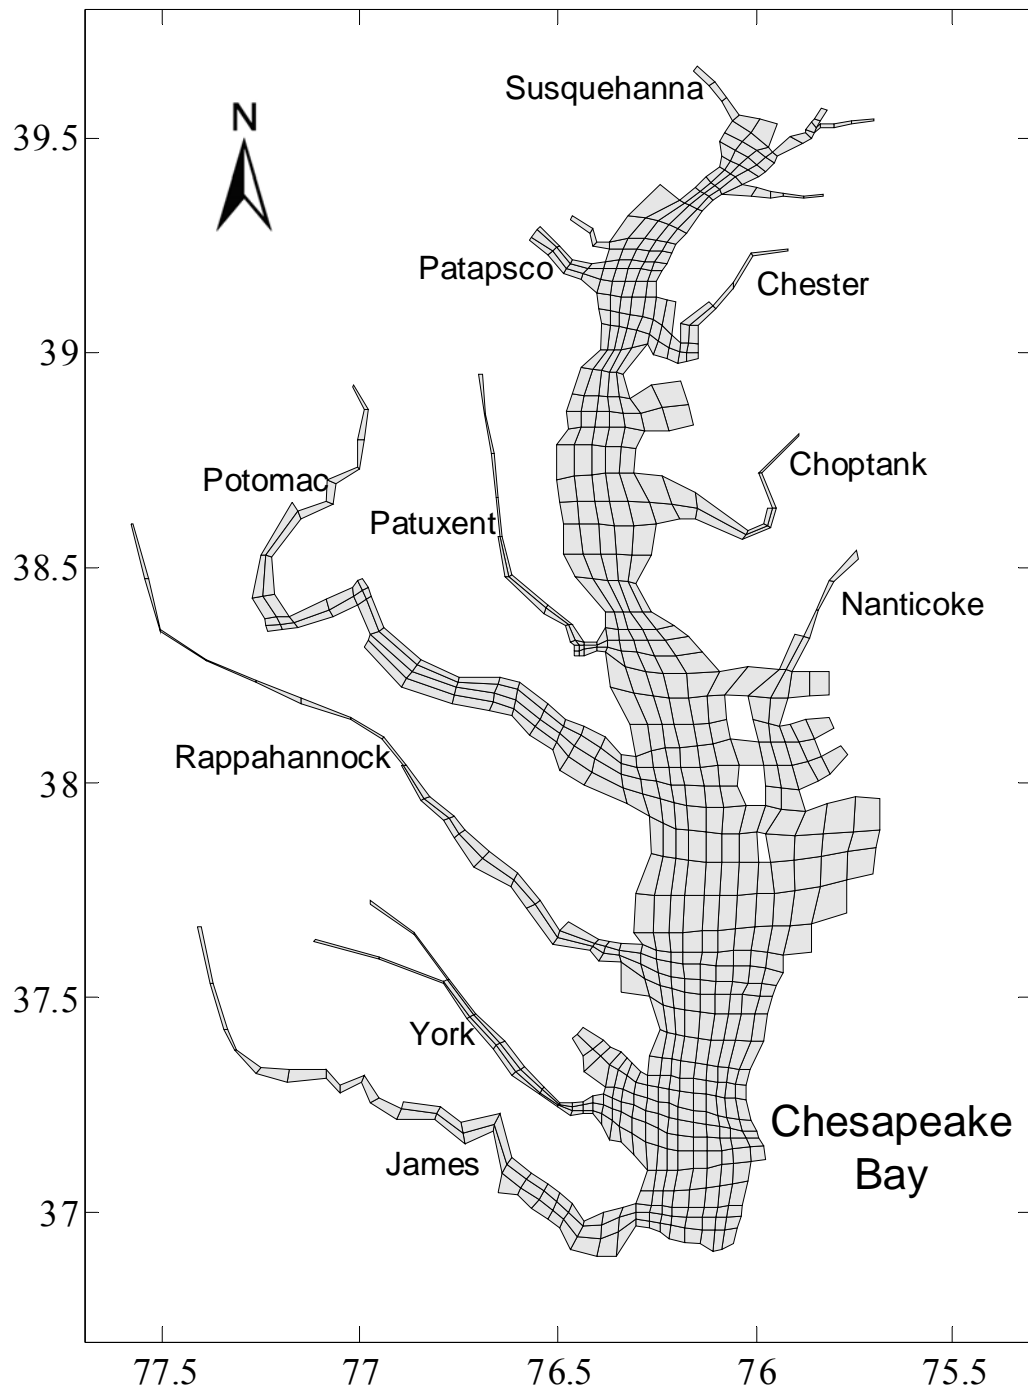 Susquehanna
N
39.5
Patapsco
Chester
39
Choptank
Potomac
Patuxent
38.5
Nanticoke
Rappahannock
38
37.5
York
Chesapeake
Bay
James
37
77.5
77
76.5
76
75.5